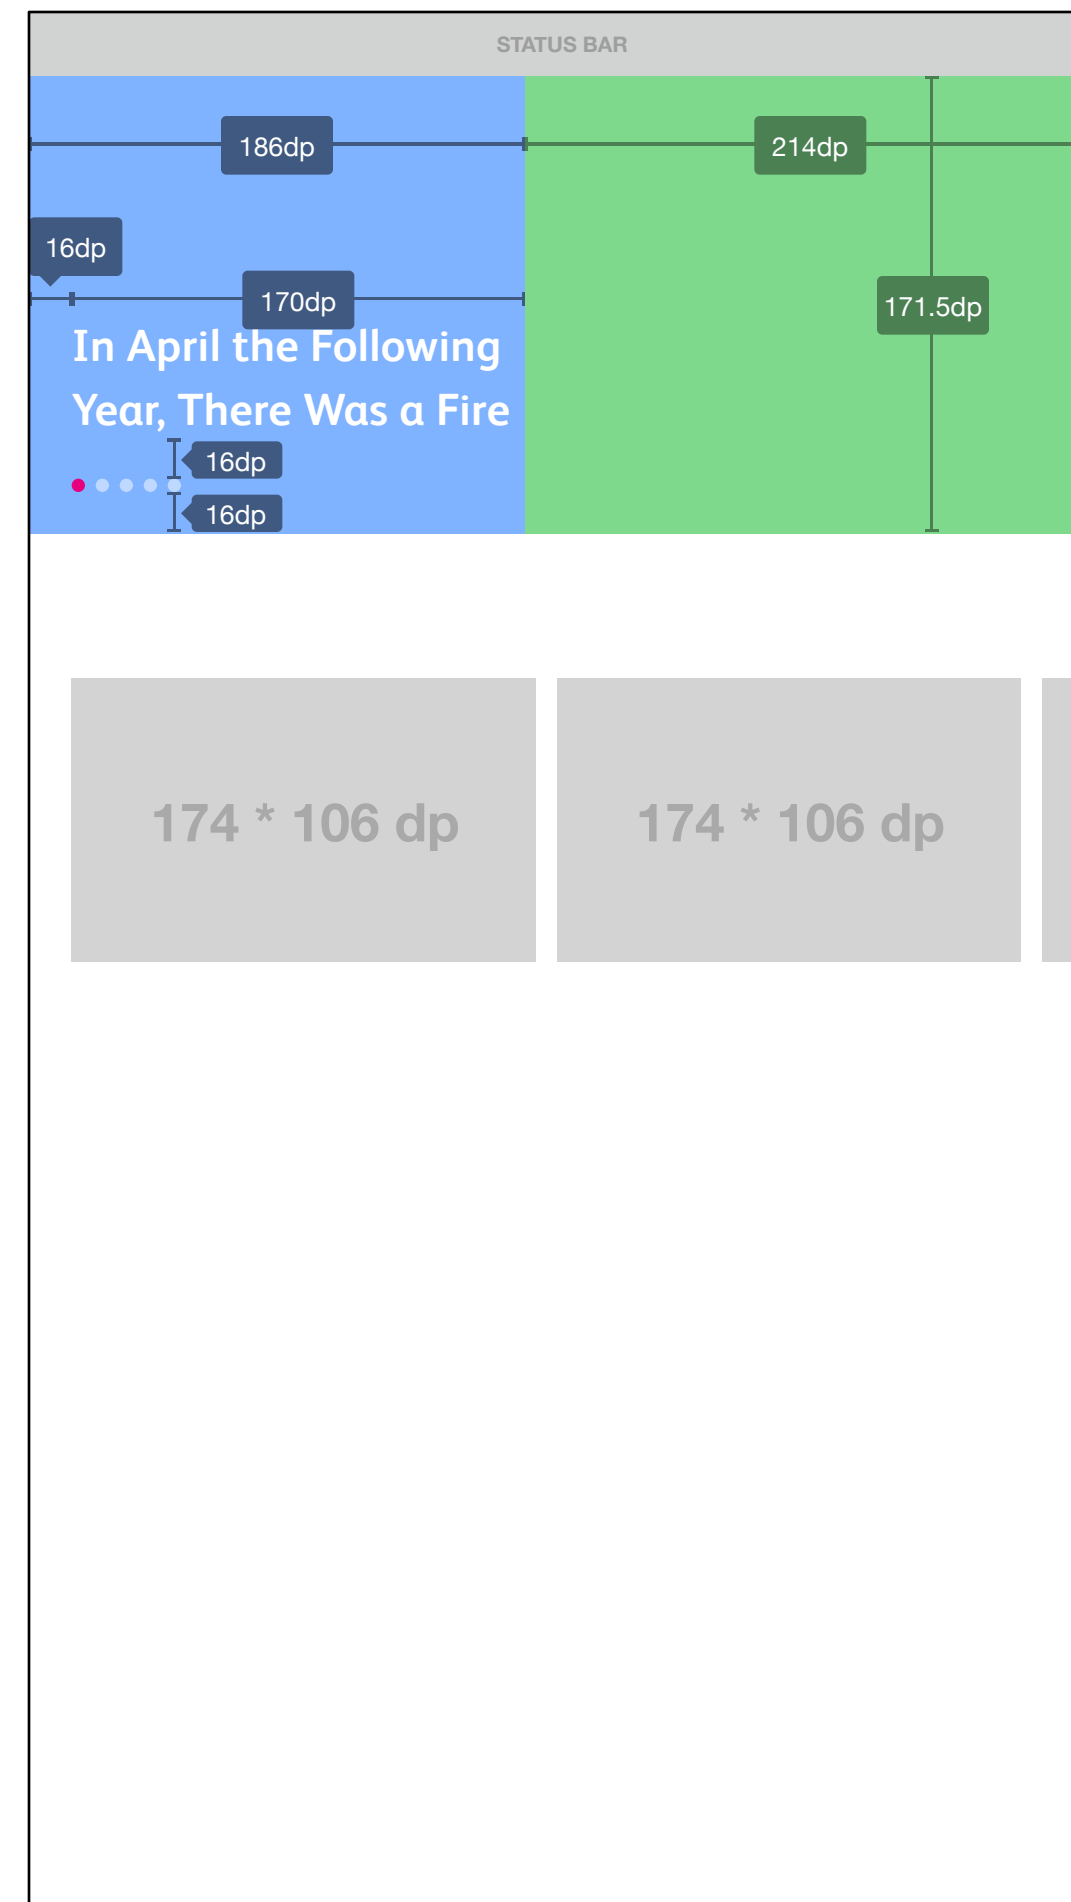 STATUS BAR
186dp
214dp
16dp
170dp
171.5dp
In April the Following
Year, There Was a Fire
16dp
16dp
174 * 106 dp
174 * 106 dp